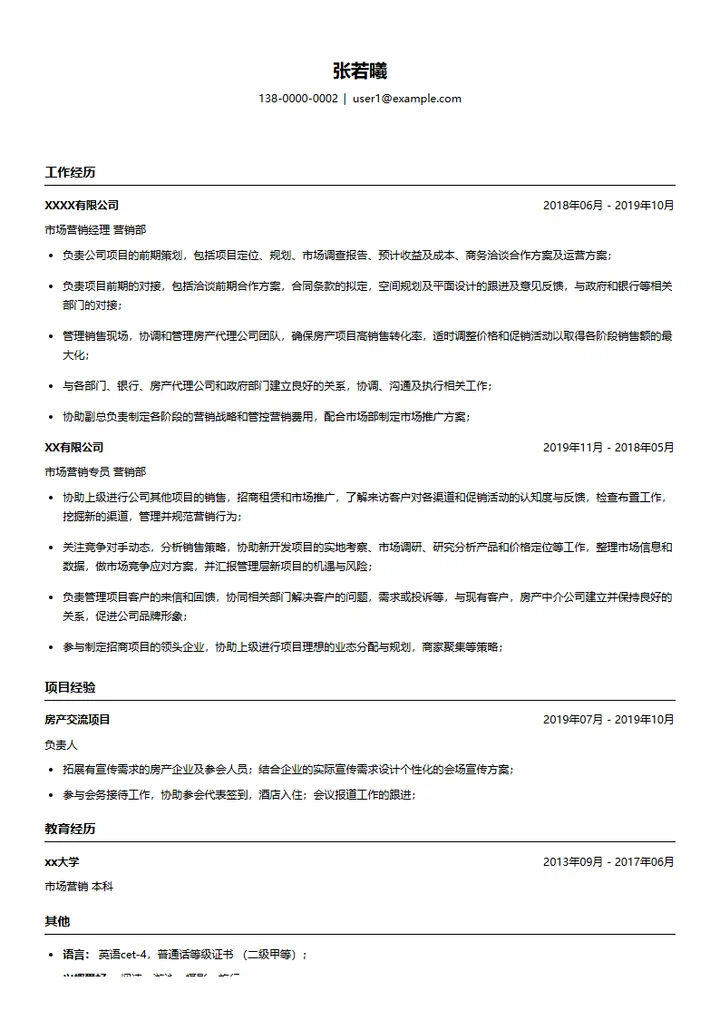 张若曦
138-0000-0002 | user1@example.com
工作经历
XXXX有限公司 2018年06月 - 2019年10月
市场营销经理 营销部
• 负责公司项目的前期策划，包括项目定位、规划、市场调查报告、预计收益及成本、商务洽谈合作方案及运营方案；
• 负责项目前期的对接，包括洽谈前期合作方案，合同条款的拟定，空间规划及平面设计的跟进及意见反馈，与政府和银行等相关
部门的对接；
• 管理销售现场，协调和管理房产代理公司团队，确保房产项目高销售转化率，适时调整价格和促销活动以取得各阶段销售额的最
大化；
• 与各部门、银行、房产代理公司和政府部门建立良好的关系，协调、沟通及执行相关工作；
• 协助副总负责制定各阶段的营销战略和管控营销费用，配合市场部制定市场推广方案；
XX有限公司 2019年11月 - 2018年05月
市场营销专员 营销部
• 协助上级进行公司其他项目的销售，招商租赁和市场推广，了解来访客户对各渠道和促销活动的认知度与反馈，检查布置工作，
挖掘新的渠道，管理并规范营销行为；
• 关注竞争对手动态，分析销售策略，协助新开发项目的实地考察、市场调研、研究分析产品和价格定位等工作，整理市场信息和
数据，做市场竞争应对方案，并汇报管理层新项目的机遇与风险；
• 负责管理项目客户的来信和回馈，协同相关部门解决客户的问题，需求或投诉等，与现有客户，房产中介公司建立并保持良好的
关系，促进公司品牌形象；
• 参与制定招商项目的领头企业，协助上级进行项目理想的业态分配与规划，商家聚集等策略；
项目经验
房产交流项目 2019年07月 - 2019年10月
负责人
• 拓展有宣传需求的房产企业及参会人员；结合企业的实际宣传需求设计个性化的会场宣传方案；
• 参与会务接待工作，协助参会代表签到，酒店入住；会议报道工作的跟进；
教育经历
xx大学 2013年09月 - 2017年06月
市场营销 本科
其他
• 语言： 英语cet-4，普通话等级证书 （二级甲等）；